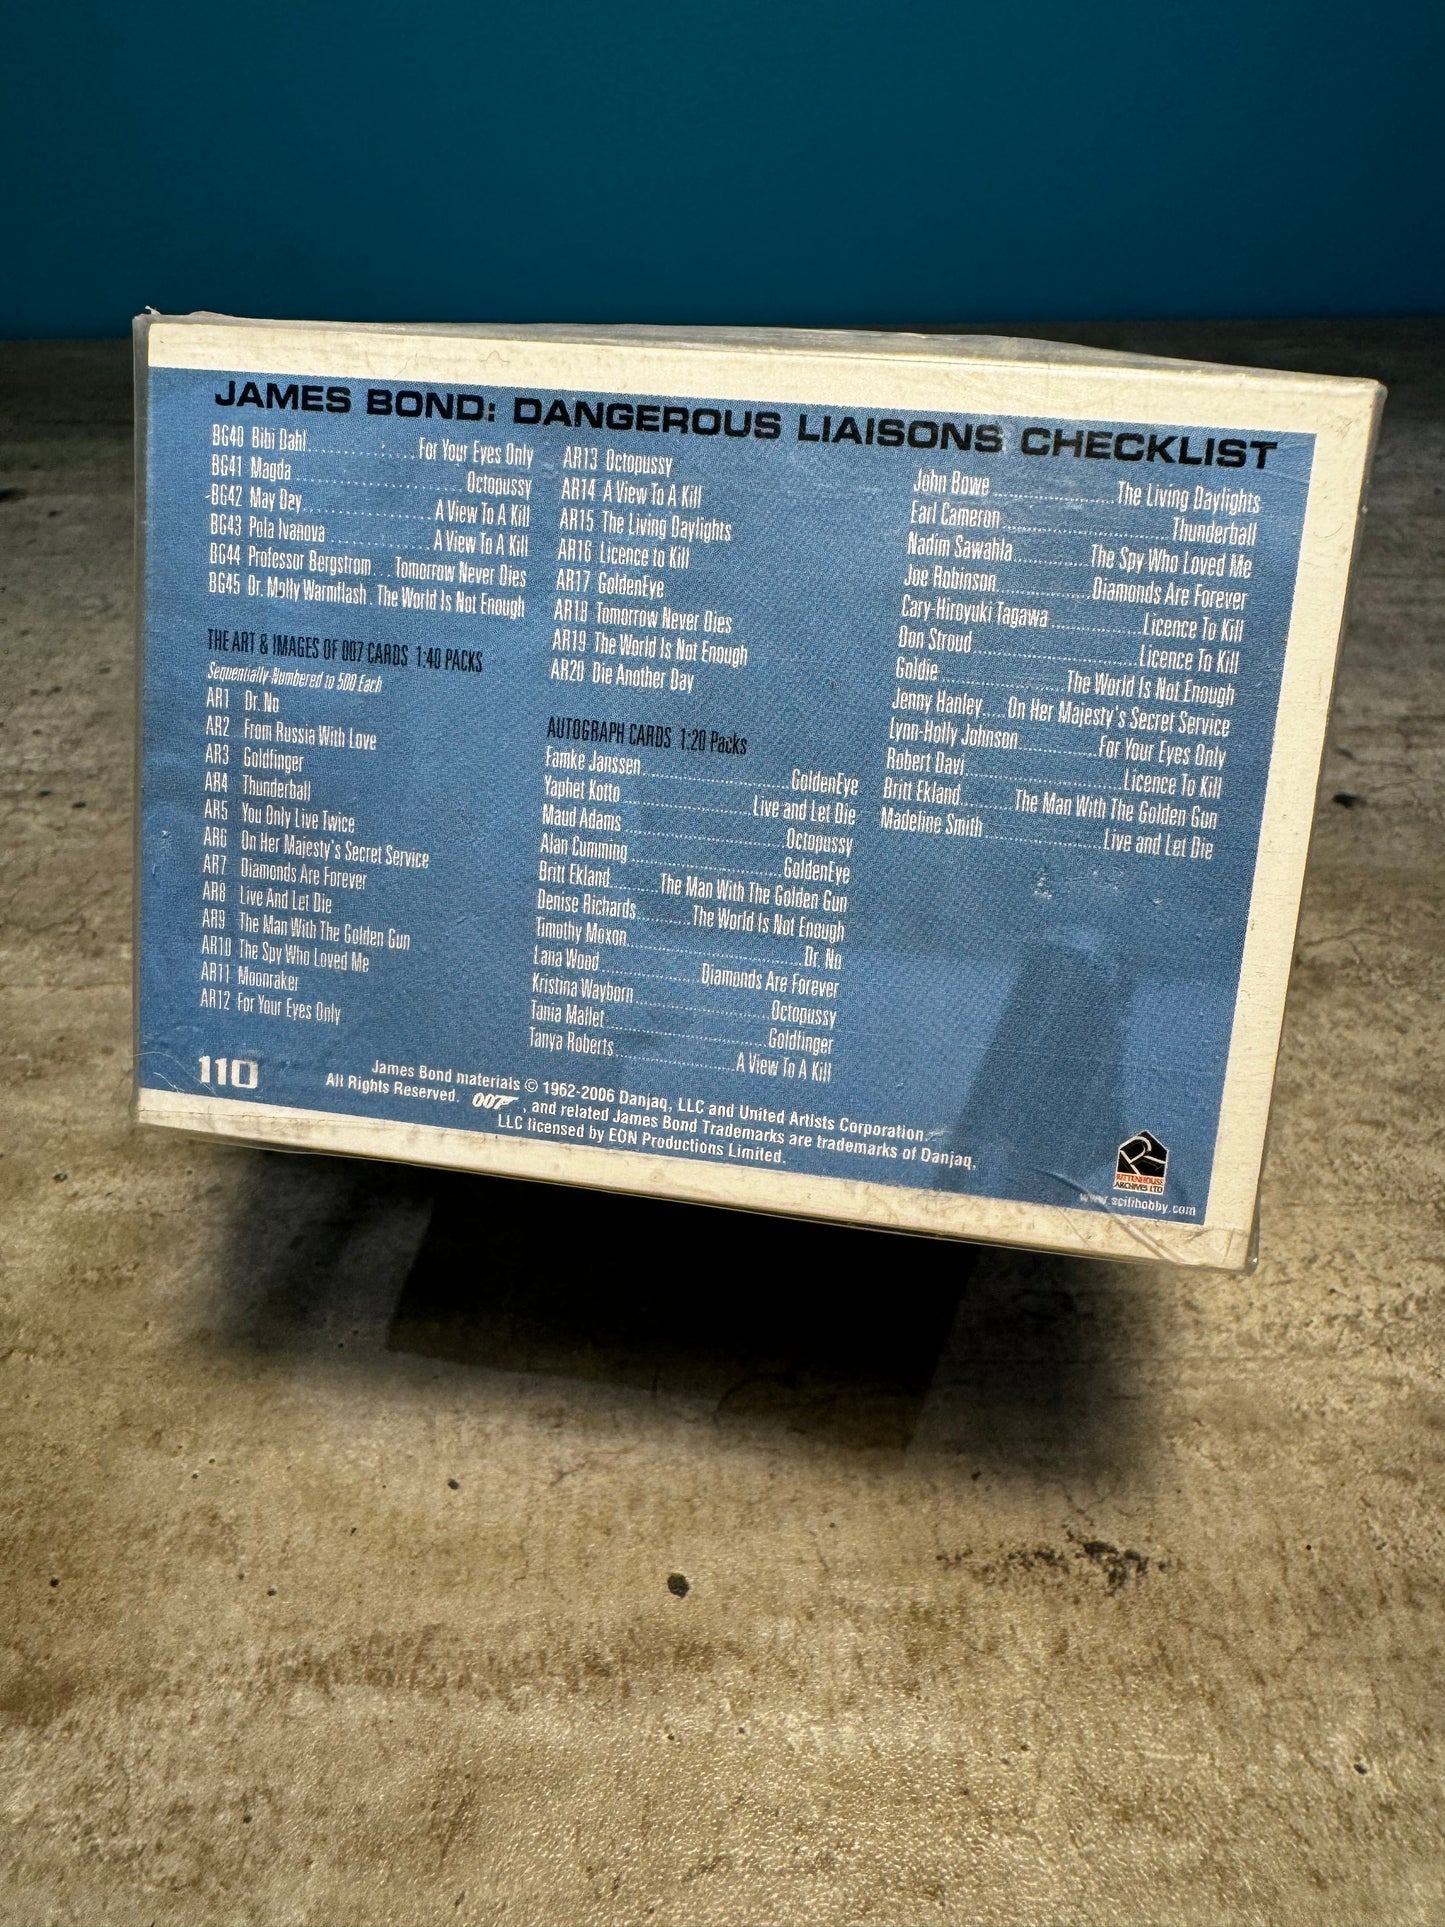 JAMES BOND: DANGEROUS LIAISONS CHECKLIST
BG40 Bibi Dahl..................For Your Eyes Only
BG41 Magda..................Octopussy
BG42 May Day..................A View To A Kill
BG43 Pola Ivanova..................A View To A Kill
BG44 Professor Bergstrom...Tomorrow Never Dies
BG45 Dr. Molly Warmflash.The World Is Not Enough
THE ART & IMAGES OF 007 CARDS 1:40 PACKS
Sequentially-Numbered to 500 Each
AR1 Dr. No
AR2 From Russia With Love
AR3 Goldfinger
AR4 Thunderball
AR5 You Only Live Twice
AR6 On Her Majesty's Secret Service
AR7 Diamonds Are Forever
AR8 Live And Let Die
AR9 The Man With The Golden Gun
AR10 The Spy Who Loved Me
AR11 Moonraker
AR12 For Your Eyes Only
AR13 Octopussy
AR14 A View To A Kill
AR15 The Living Daylights
AR16 Licence to Kill
AR17 GoldenEye
AR18 Tomorrow Never Dies
AR19 The World Is Not Enough
AR20 Die Another Day
AUTOGRAPH CARDS 1:20 Packs
Famke Janssen..................GoldenEye
Yaphet Kotto..................Live and Let Die
Maud Adams..................Octopussy
Alan Cumming..................GoldenEye
Britt Ekland.........The Man With The Golden Gun
Denise Richards.........The World Is Not Enough
Timothy Moxon..................Dr. No
Lana Wood..................Diamonds Are Forever
Kristina Wayborn..................Octopussy
Tania Mallet..................Goldfinger
Tanya Roberts..................A View To A Kill
John Bowe..................The Living Daylights
Earl Cameron..................Thunderball
Nadim Sawahla............The Spy Who Loved Me
Joe Robinson..................Diamonds Are Forever
Cary-Hiroyuki Tagawa..................Licence To Kill
Don Stroud..................Licence To Kill
Goldie..................The World Is Not Enough
Jenny Hanley....On Her Majesty's Secret Service
Lynn-Holly Johnson............For Your Eyes Only
Robert Davi..................Licence To Kill
Britt Ekland.........The Man With The Golden Gun
Madeline Smith..................Live and Let Die
110
James Bond materials © 1962-2006 Danjaq, LLC and United Artists Corporation.
All Rights Reserved. 007, and related James Bond Trademarks are trademarks of Danjaq,
LLC licensed by EON Productions Limited.
RITTENHOUSE
ARCHIVES LTD
www.scifihobby.com